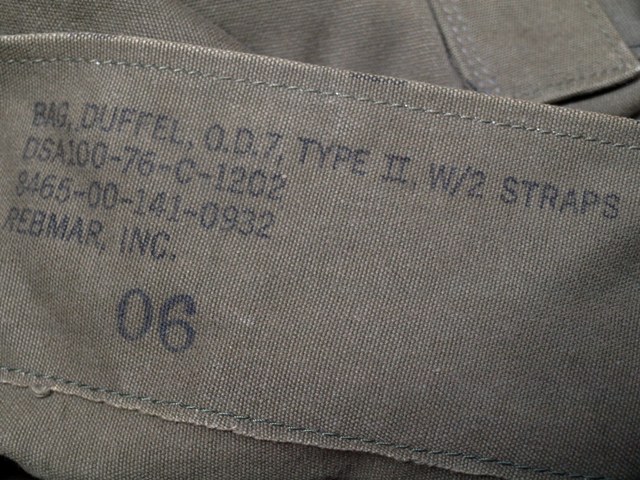 BAG, DUFFEL, O.D.7, TYPE II, W/2 STRAPS
DSA100-76-C-1202
8465-00-141-0932
REBMAR, INC.
06